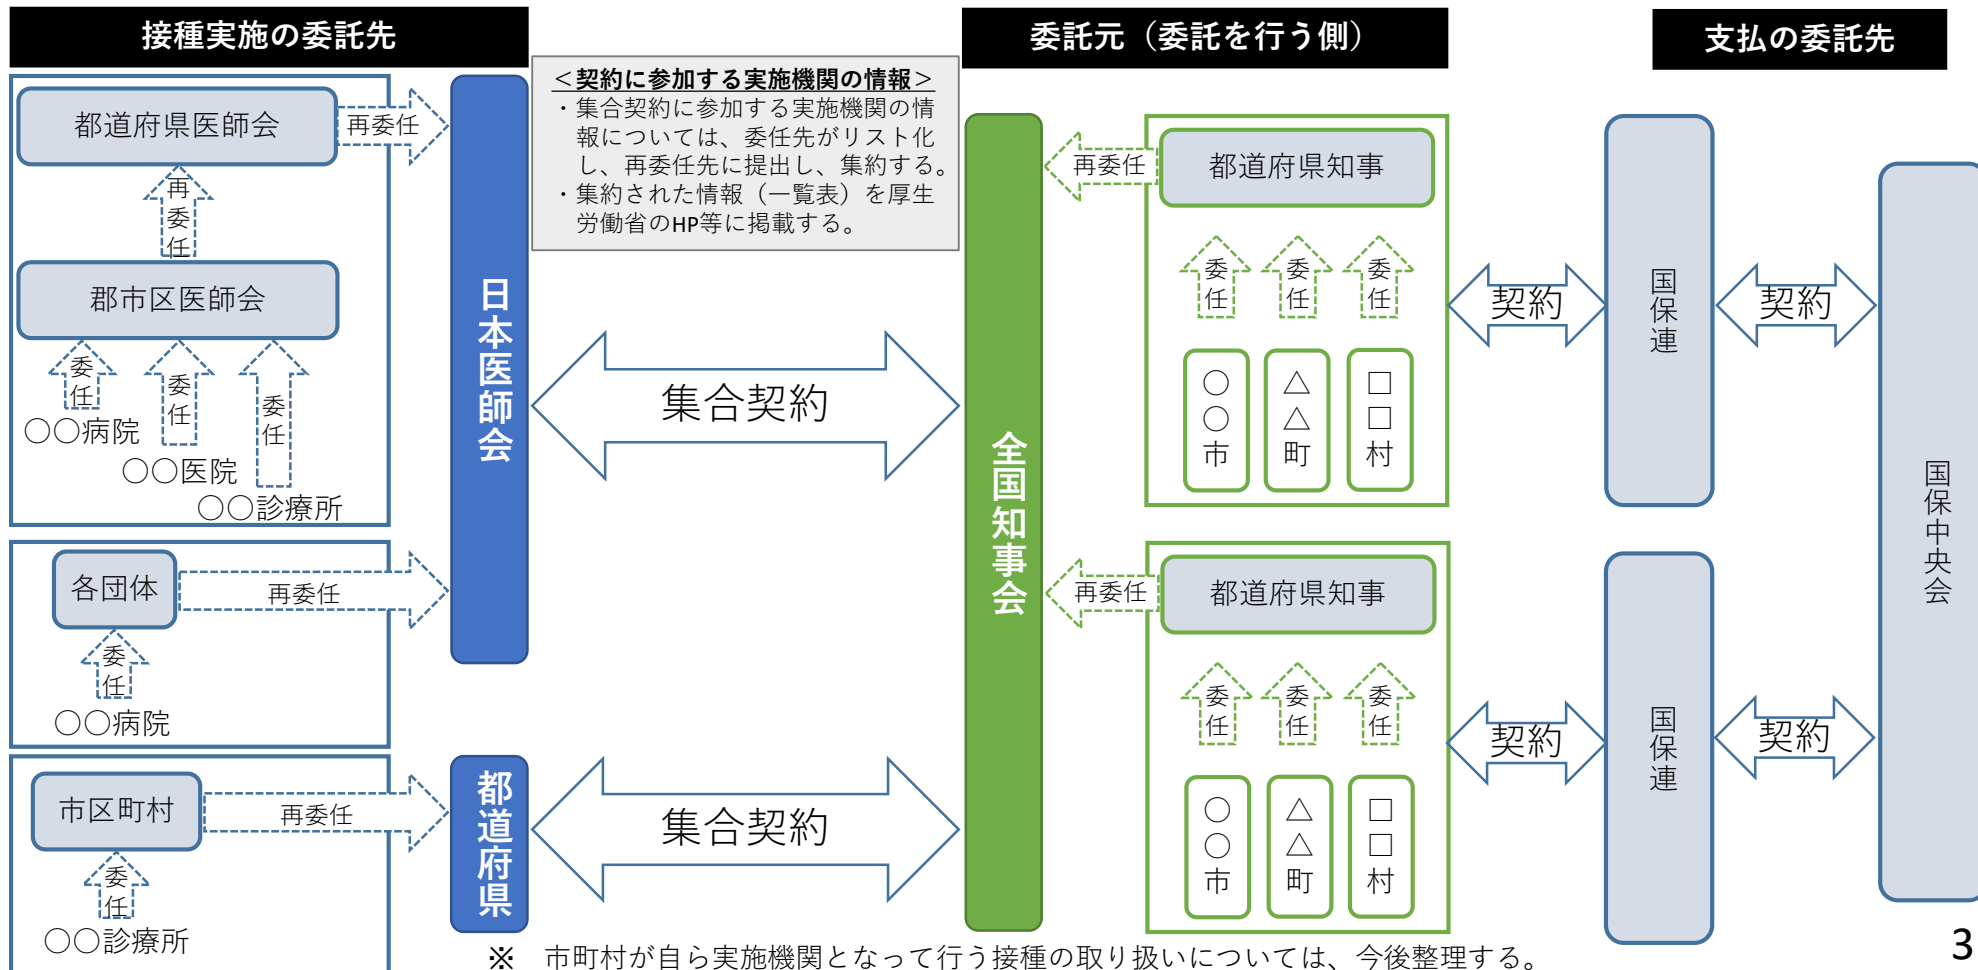 接種実施の委託先
委託元（委託を行う側）
支払の委託先
＜契約に参加する実施機関の情報＞
・集合契約に参加する実施機関の情
報については、委任先がリスト化
し、再委任先に提出し、集約する。
・集約された情報（一覧表）を厚生
労働省のHP等に掲載する。
都道府県医師会
再委任
再委任
郡市区医師会
委任
委任
委任
〇〇病院
〇〇医院
〇〇診療所
各団体
再委任
委任
〇〇病院
市区町村
再委任
委任
〇〇診療所
日本医師会
都道府県
集合契約
集合契約
全国知事会
再委任
都道府県知事
委任
委任
委任
〇〇市
△△町
□□村
再委任
都道府県知事
委任
委任
委任
〇〇市
△△町
□□村
契約
国保連
契約
契約
国保連
契約
国保中央会
※　市町村が自ら実施機関となって行う接種の取り扱いについては、今後整理する。
3